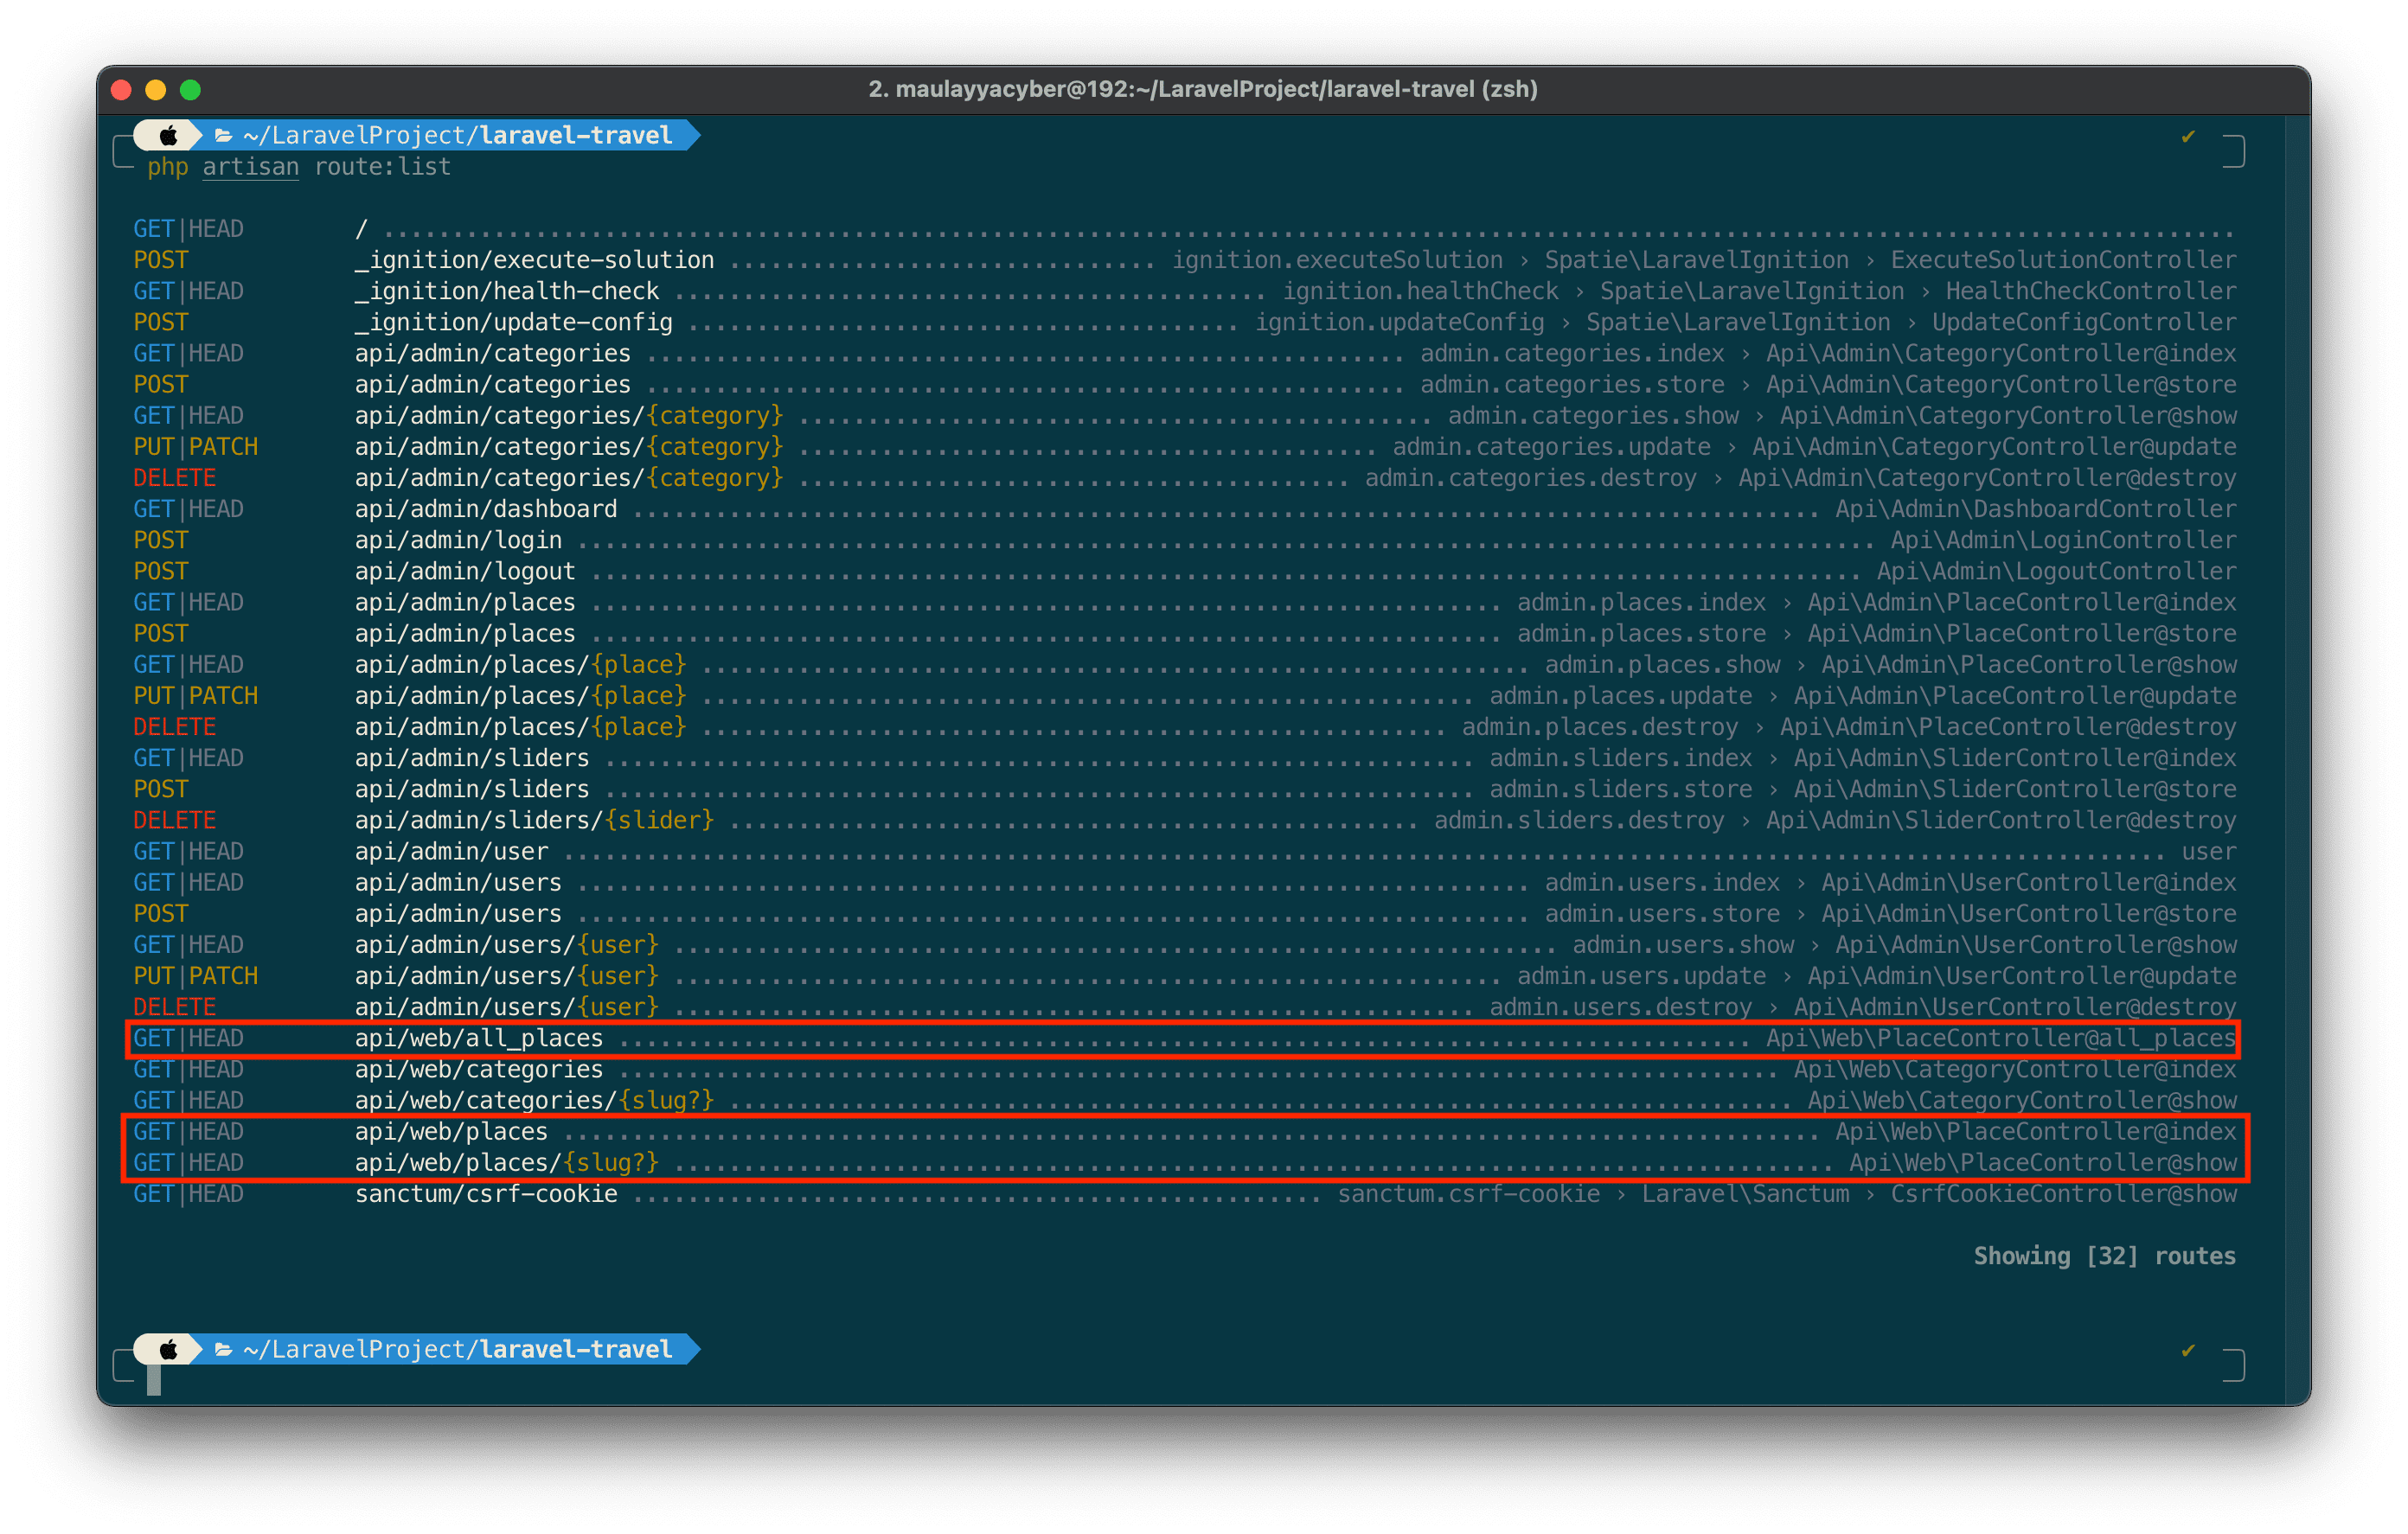 2. maulayyacyber@192:~/LaravelProject/laravel-travel (zsh)
~/LaravelProject/laravel-travel ✔
php artisan route:list
GET|HEAD / ......................................................................................................................................
POST _ignition/execute-solution ............................... ignition.executeSolution › Spatie\LaravelIgnition › ExecuteSolutionController
GET|HEAD _ignition/health-check ........................................... ignition.healthCheck › Spatie\LaravelIgnition › HealthCheckController
POST _ignition/update-config ........................................ ignition.updateConfig › Spatie\LaravelIgnition › UpdateConfigController
GET|HEAD api/admin/categories ....................................................... admin.categories.index › Api\Admin\CategoryController@index
POST api/admin/categories ....................................................... admin.categories.store › Api\Admin\CategoryController@store
GET|HEAD api/admin/categories/{category} .............................................. admin.categories.show › Api\Admin\CategoryController@show
PUT|PATCH api/admin/categories/{category} .......................................... admin.categories.update › Api\Admin\CategoryController@update
DELETE api/admin/categories/{category} ........................................ admin.categories.destroy › Api\Admin\CategoryController@destroy
GET|HEAD api/admin/dashboard ...................................................................................... Api\Admin\DashboardController
POST api/admin/login .............................................................................................. Api\Admin\LoginController
POST api/admin/logout ............................................................................................ Api\Admin\LogoutController
GET|HEAD api/admin/places .................................................................. admin.places.index › Api\Admin\PlaceController@index
POST api/admin/places .................................................................. admin.places.store › Api\Admin\PlaceController@store
GET|HEAD api/admin/places/{place} ............................................................ admin.places.show › Api\Admin\PlaceController@show
PUT|PATCH api/admin/places/{place} ........................................................ admin.places.update › Api\Admin\PlaceController@update
DELETE api/admin/places/{place} ...................................................... admin.places.destroy › Api\Admin\PlaceController@destroy
GET|HEAD api/admin/sliders ............................................................... admin.sliders.index › Api\Admin\SliderController@index
POST api/admin/sliders ............................................................... admin.sliders.store › Api\Admin\SliderController@store
DELETE api/admin/sliders/{slider} .................................................. admin.sliders.destroy › Api\Admin\SliderController@destroy
GET|HEAD api/admin/user .................................................................................................................... user
GET|HEAD api/admin/users ..................................................................... admin.users.index › Api\Admin\UserController@index
POST api/admin/users ..................................................................... admin.users.store › Api\Admin\UserController@store
GET|HEAD api/admin/users/{user} ................................................................ admin.users.show › Api\Admin\UserController@show
PUT|PATCH api/admin/users/{user} ............................................................ admin.users.update › Api\Admin\UserController@update
DELETE api/admin/users/{user} .......................................................... admin.users.destroy › Api\Admin\UserController@destroy
GET|HEAD api/web/all_places .................................................................................. Api\Web\PlaceController@all_places
GET|HEAD api/web/categories .................................................................................... Api\Web\CategoryController@index
GET|HEAD api/web/categories/{slug?} ............................................................................. Api\Web\CategoryController@show
GET|HEAD api/web/places ........................................................................................... Api\Web\PlaceController@index
GET|HEAD api/web/places/{slug?} .................................................................................... Api\Web\PlaceController@show
GET|HEAD sanctum/csrf-cookie .................................................. sanctum.csrf-cookie › Laravel\Sanctum › CsrfCookieController@show
Showing [32] routes
~/LaravelProject/laravel-travel ✔